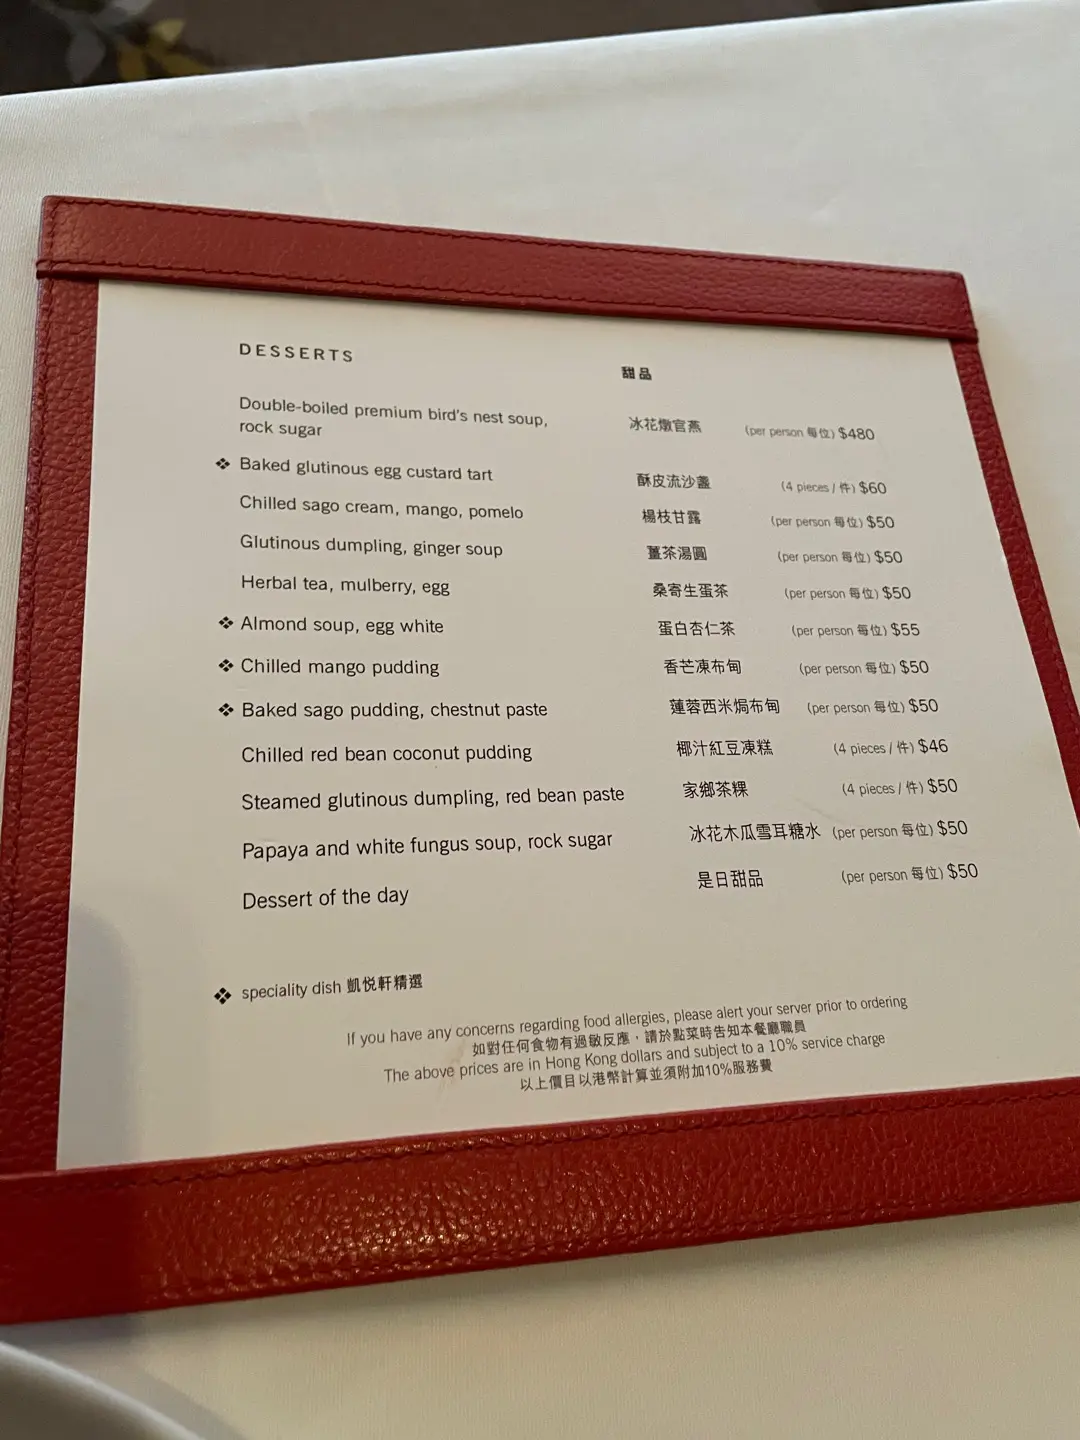 DESSERTS 甜品
Double-boiled premium bird's nest soup,
rock sugar 冰花燉官燕 (per person 每位) $480
❖ Baked glutinous egg custard tart 酥皮流沙盞 (4 pieces / 件) $60
Chilled sago cream, mango, pomelo 楊枝甘露 (per person 每位) $50
Glutinous dumpling, ginger soup 薑茶湯圓 (per person 每位) $50
Herbal tea, mulberry, egg 桑寄生蛋茶 (per person 每位) $50
❖ Almond soup, egg white 蛋白杏仁茶 (per person 每位) $55
❖ Chilled mango pudding 香芒凍布甸 (per person 每位) $50
❖ Baked sago pudding, chestnut paste 蓮蓉西米焗布甸 (per person 每位) $50
Chilled red bean coconut pudding 椰汁紅豆凍糕 (4 pieces / 件) $46
Steamed glutinous dumpling, red bean paste 家鄉茶粿 (4 pieces / 件) $50
Papaya and white fungus soup, rock sugar 冰花木瓜雪耳糖水 (per person 每位) $50
Dessert of the day 是日甜品 (per person 每位) $50
❖ speciality dish 凱悦軒精選
If you have any concerns regarding food allergies, please alert your server prior to ordering
如對任何食物有過敏反應，請於點菜時告知本餐廳職員
The above prices are in Hong Kong dollars and subject to a 10% service charge
以上價目以港幣計算並須附加10%服務費